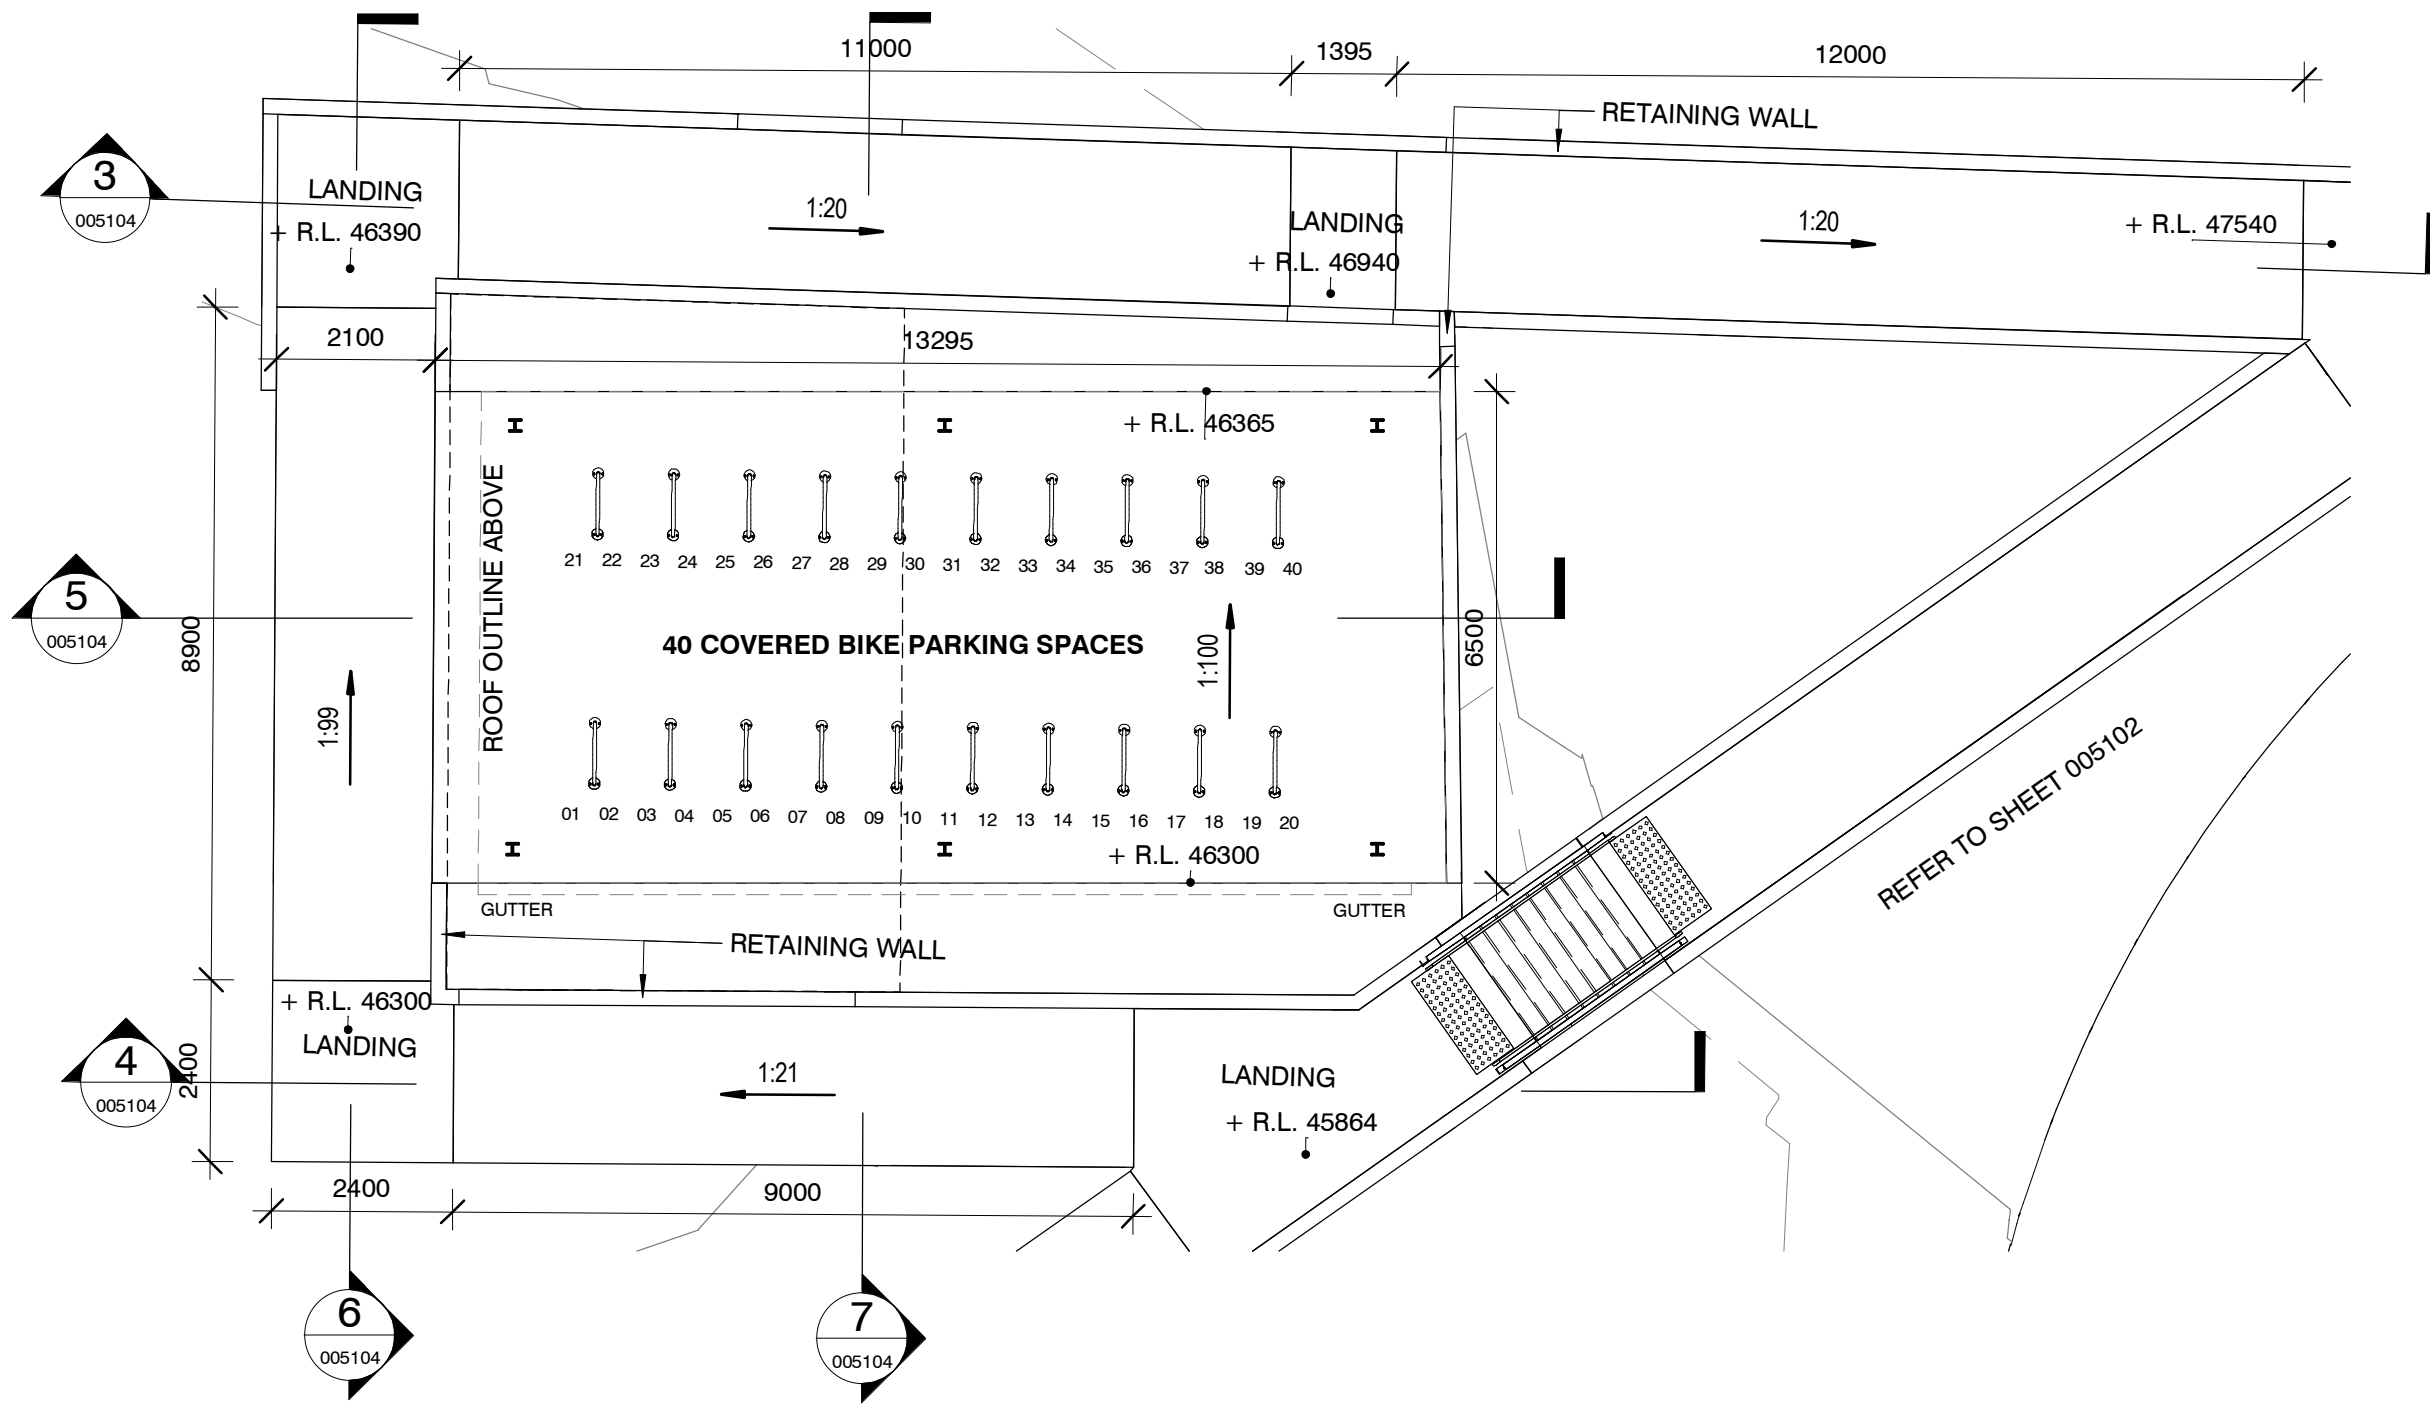 11000
1395
12000
RETAINING WALL
3
005104
LANDING
+ R.L. 46390
1:20
LANDING
+ R.L. 46940
1:20
+ R.L. 47540
2100
13295
+ R.L. 46365
ROOF OUTLINE ABOVE
21 22 23 24 25 26 27 28 29 30 31 32 33 34 35 36 37 38 39 40
5
005104
8900
40 COVERED BIKE PARKING SPACES
1:100
6500
1:99
01 02 03 04 05 06 07 08 09 10 11 12 13 14 15 16 17 18 19 20
+ R.L. 46300
REFER TO SHEET 005102
GUTTER
GUTTER
RETAINING WALL
+ R.L. 46300
LANDING
4
005104
2400
1:21
LANDING
+ R.L. 45864
2400
9000
6
005104
7
005104